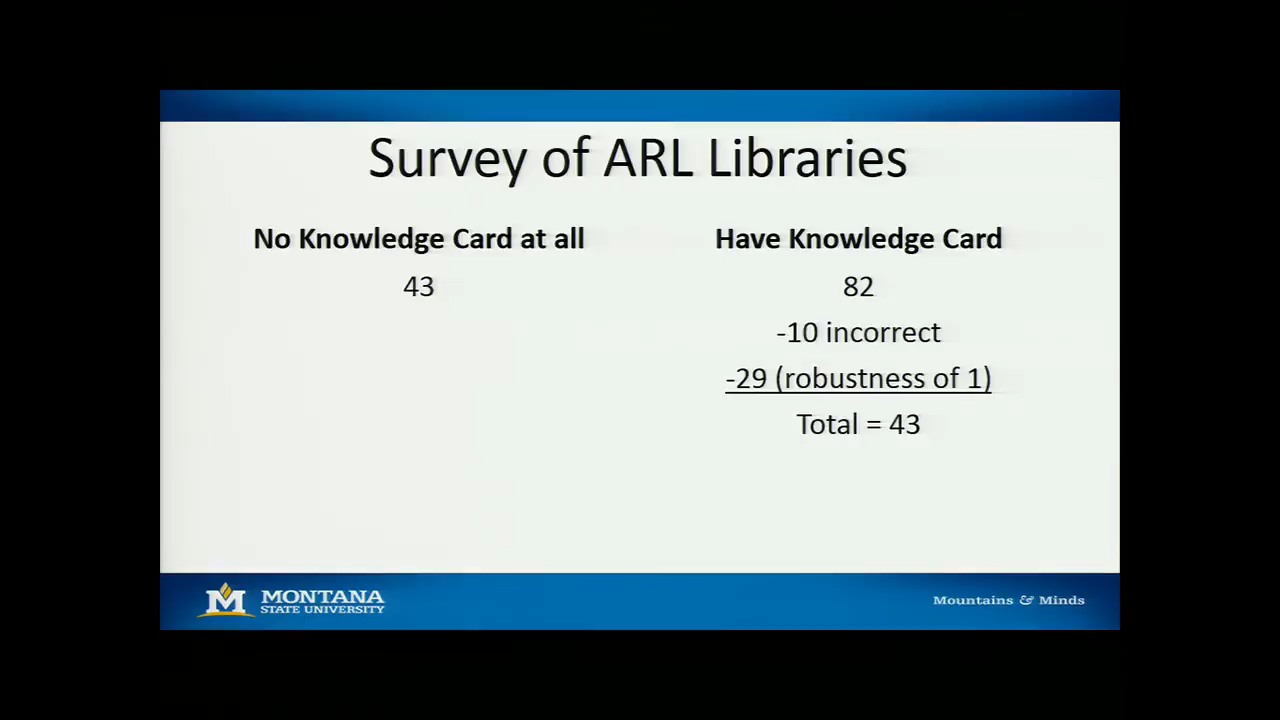 Survey of ARL Libraries
No Knowledge Card at all
43
Have Knowledge Card
82
-10 incorrect
-29 (robustness of 1)
Total = 43
M MONTANA
STATE UNIVERSITY
Mountains & Minds